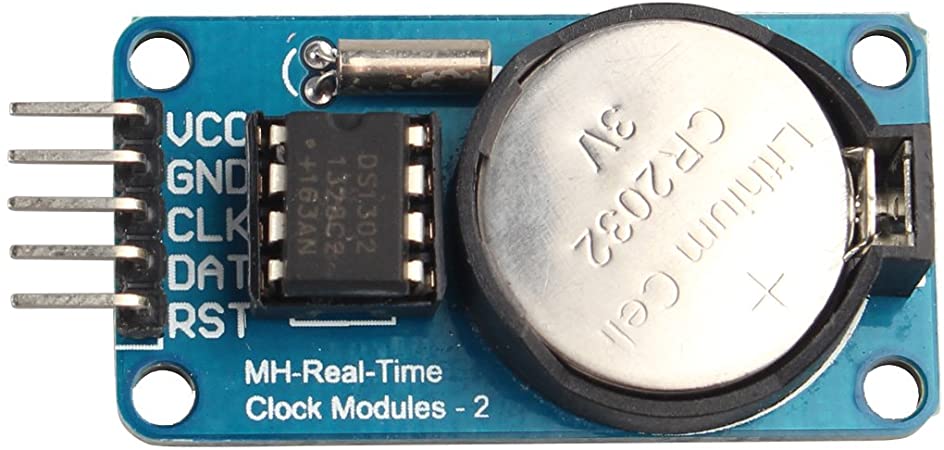 VCC
GND
CLK
DAT
RST
DS1302
1328C2
+163AN
Lithium Cell
CR2032
3V
+
MH-Real-Time
Clock Modules - 2